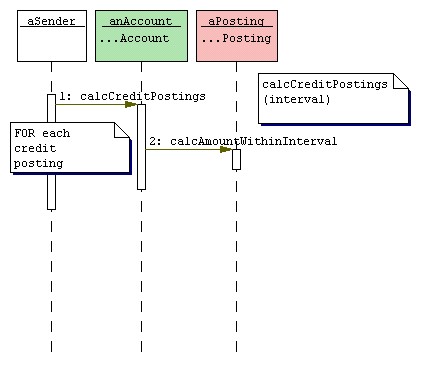 aSender
anAccount
...Account
aPosting
...Posting
calcCreditPostings
(interval)
1: calcCreditPostings
FOR each
credit
posting
2: calcAmountWithinInterval